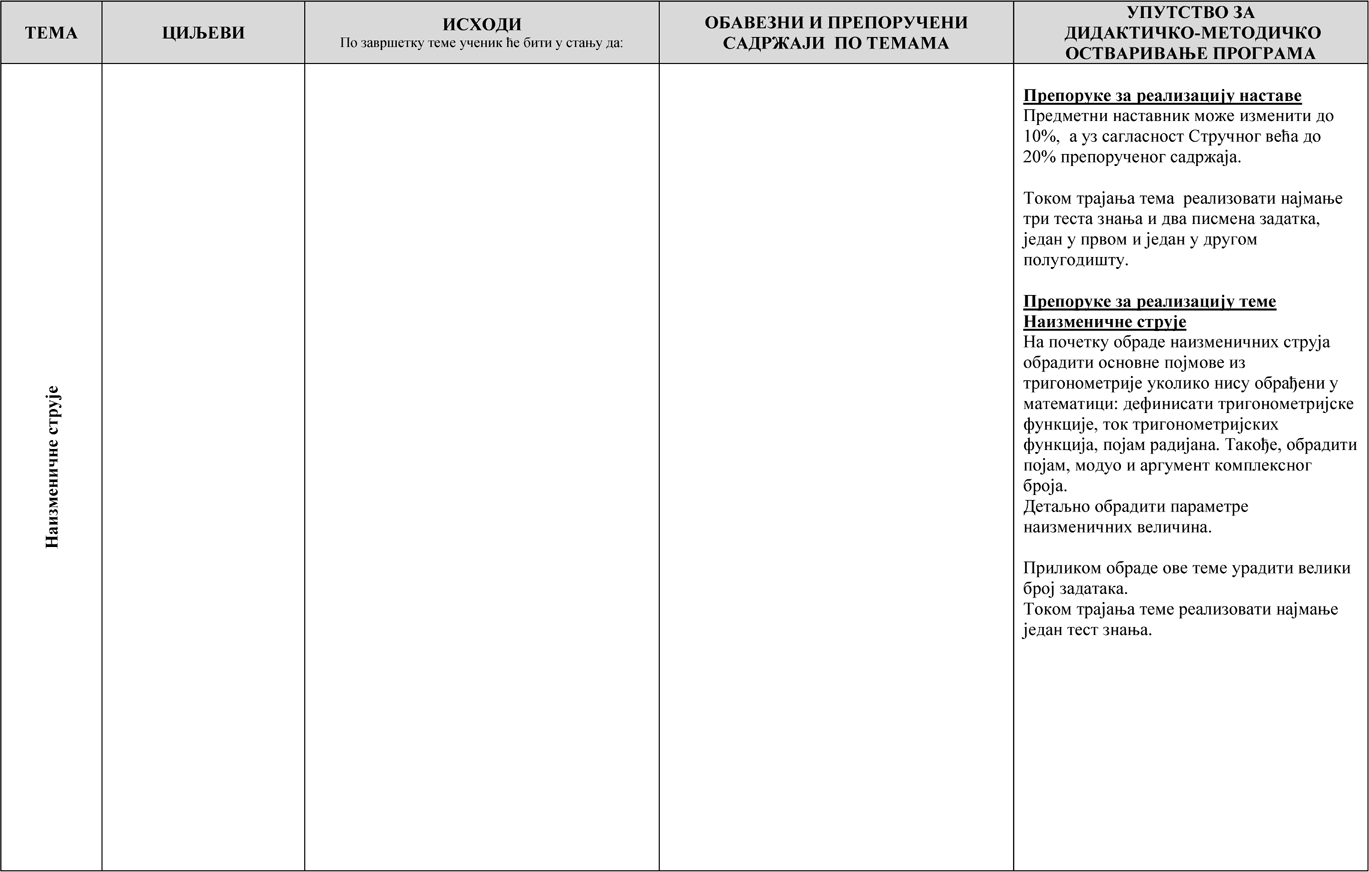 ТЕМА
ЦИЉЕВИ
ИСХОДИ
По завршетку теме ученик ће бити у стању да:
ОБАВЕЗНИ И ПРЕПОРУЧЕНИ
САДРЖАЈИ ПО ТЕМАМА
УПУТСТВО ЗА
ДИДАКТИЧКО-МЕТОДИЧКО
ОСТВАРИВАЊЕ ПРОГРАМА
Наизменичне струје
Препоруке за реализацију наставе
Предметни наставник може изменити до
10%, а уз сагласност Стручног већа до
20% препорученог садржаја.
Током трајања тема реализовати најмање
три теста знања и два писмена задатка,
један у првом и један у другом
полугодишту.
Препоруке за реализацију теме
Наизменичне струје
На почетку обраде наизменичних струја
обрадити основне појмове из
тригонометрије уколико нису обрађени у
математици: дефинисати тригонометријске
функције, ток тригонометријских
функција, појам радијана. Такође, обрадити
појам, модуо и аргумент комплексног
броја.
Детаљно обрадити параметре
наизменичних величина.
Приликом обраде ове теме урадити велики
број задатака.
Током трајања теме реализовати најмање
један тест знања.